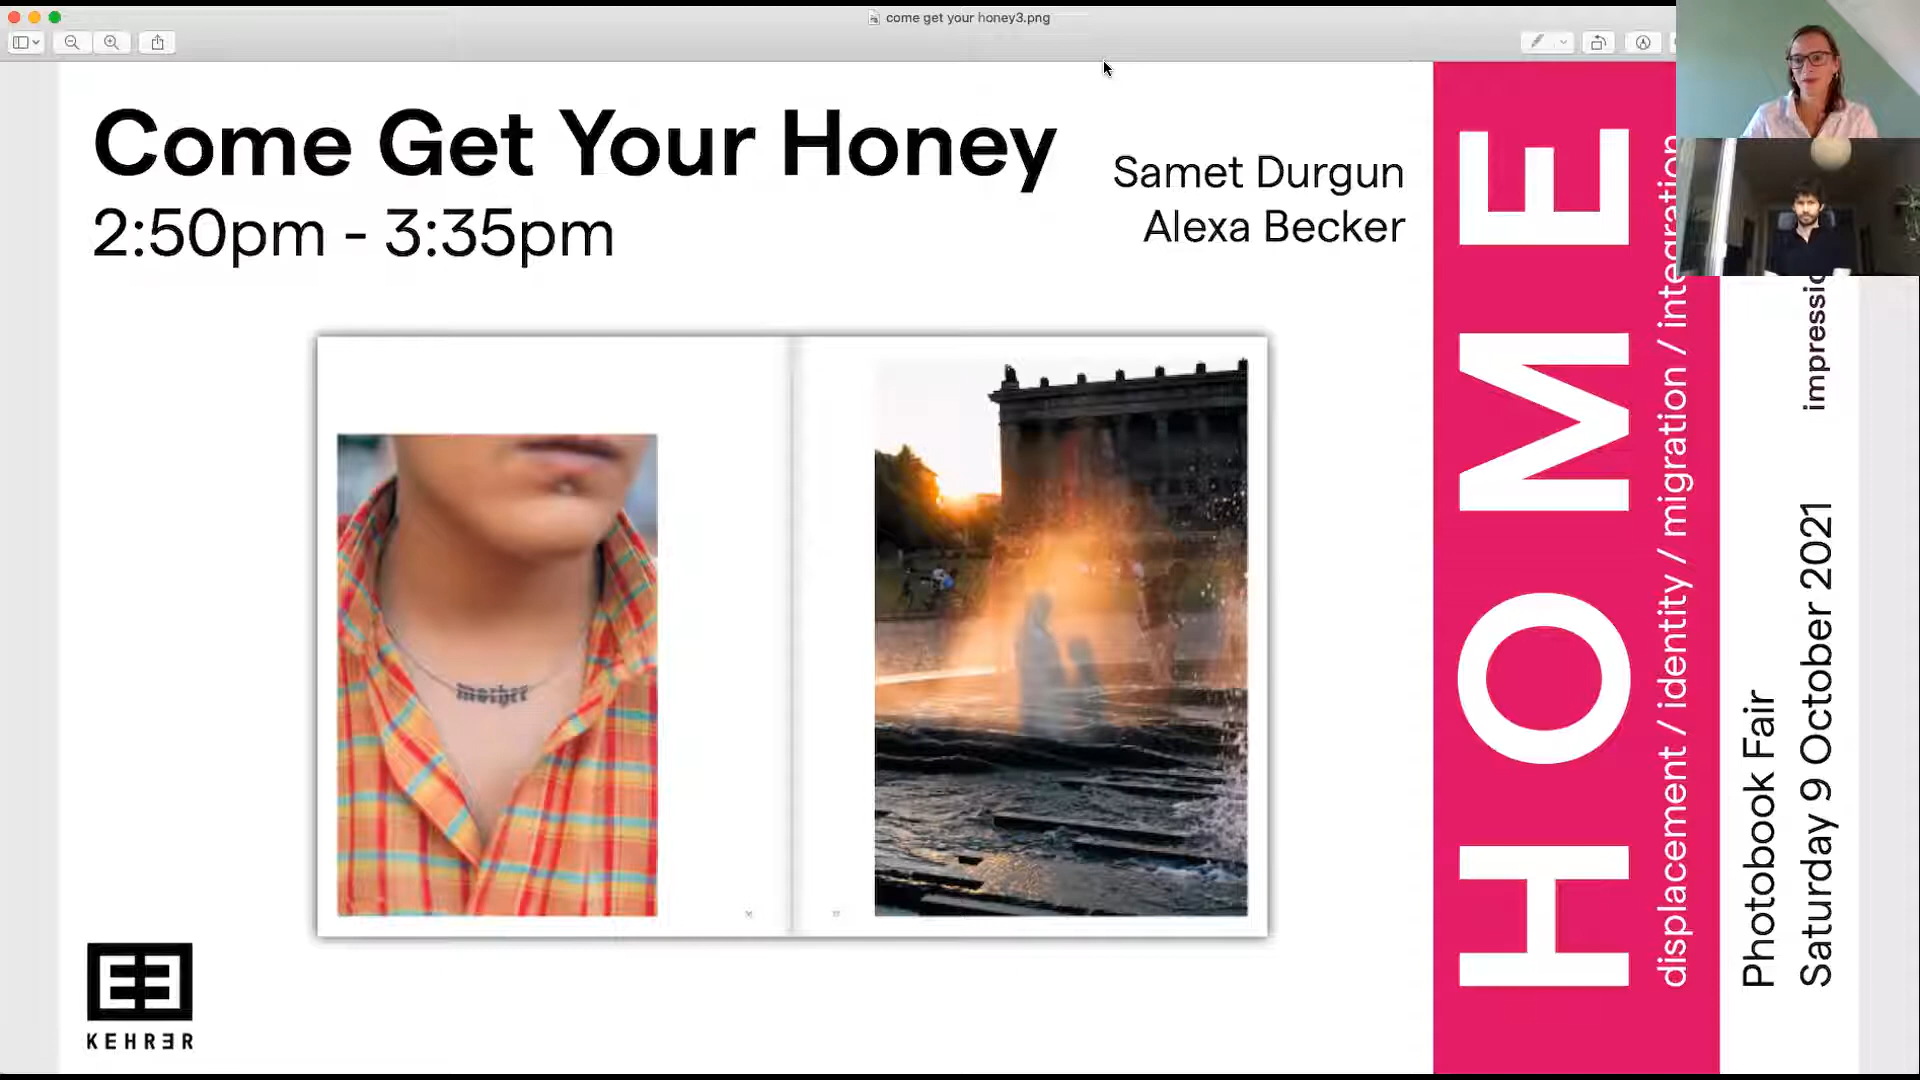 come get your honey3.png
Come Get Your Honey
2:50pm - 3:35pm
Samet Durgun
Alexa Becker
mother
KEHRER
HOME
displacement / identity / migration / integration
Photobook Fair
Saturday 9 October 2021
impressio